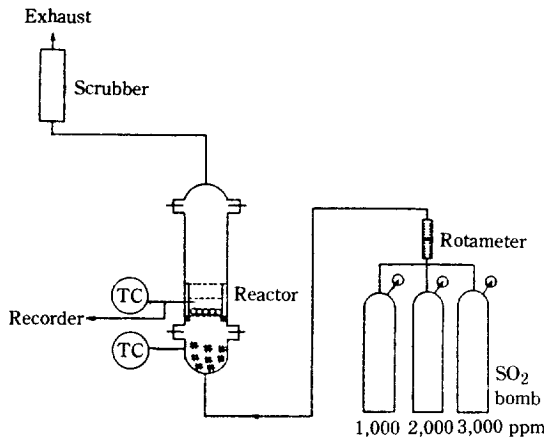 Exhaust
Scrubber
Rotameter
TC
Reactor
Recorder
TC
SO₂
bomb
1,000 2,000 3,000 ppm